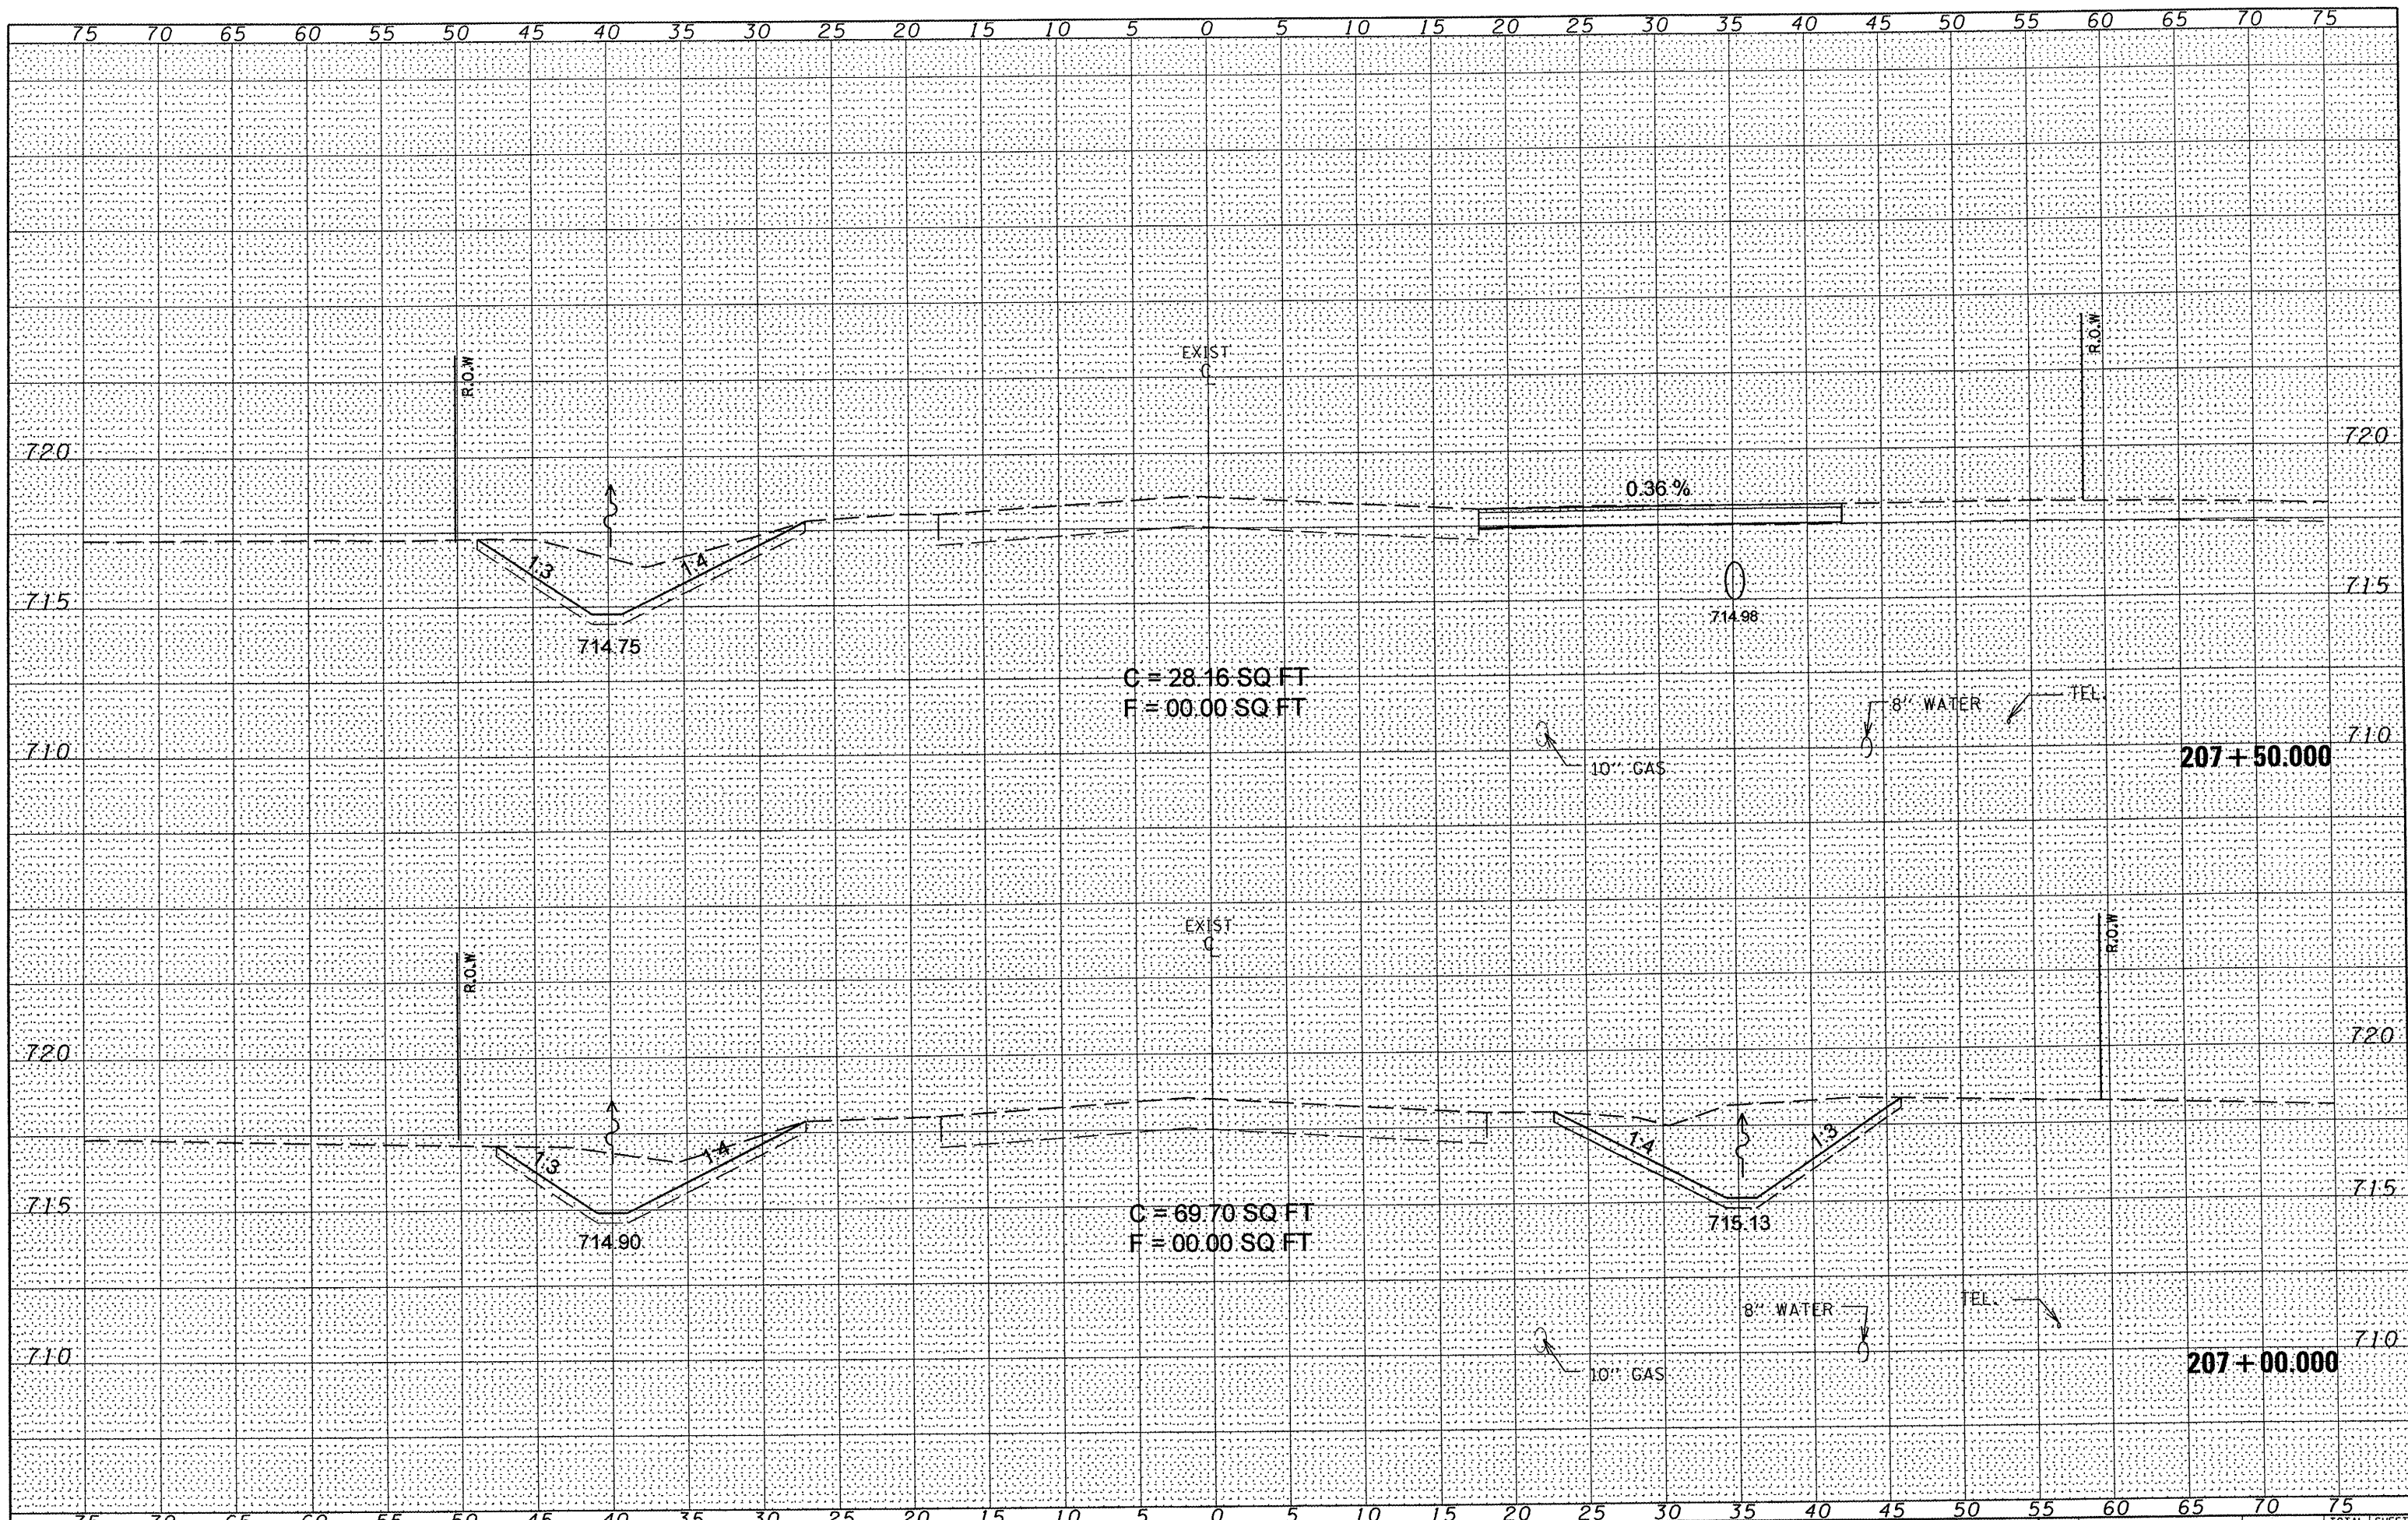 75 70 65 60 55 50 45 40 35 30 25 20 15 10 5 0 5 10 15 20 25 30 35 40 45 50 55 60 65 70 75
R.O.W
R.O.W
EXIST
℄
720
720
0.36 %
1:3
1:4
715
715
714.98
714.75
C = 28.16 SQ FT
F = 00.00 SQ FT
8" WATER
TEL.
710
710
10" GAS
207 + 50.000
R.O.W
R.O.W
EXIST
℄
720
720
1:3
1:4
1:4
1:3
715
715
C = 69.70 SQ FT
F = 00.00 SQ FT
714.90
715.13
8" WATER
TEL.
710
710
10" GAS
207 + 00.000
75 70 65 60 55 50 45 40 35 30 25 20 15 10 5 0 5 10 15 20 25 30 35 40 45 50 55 60 65 70 75